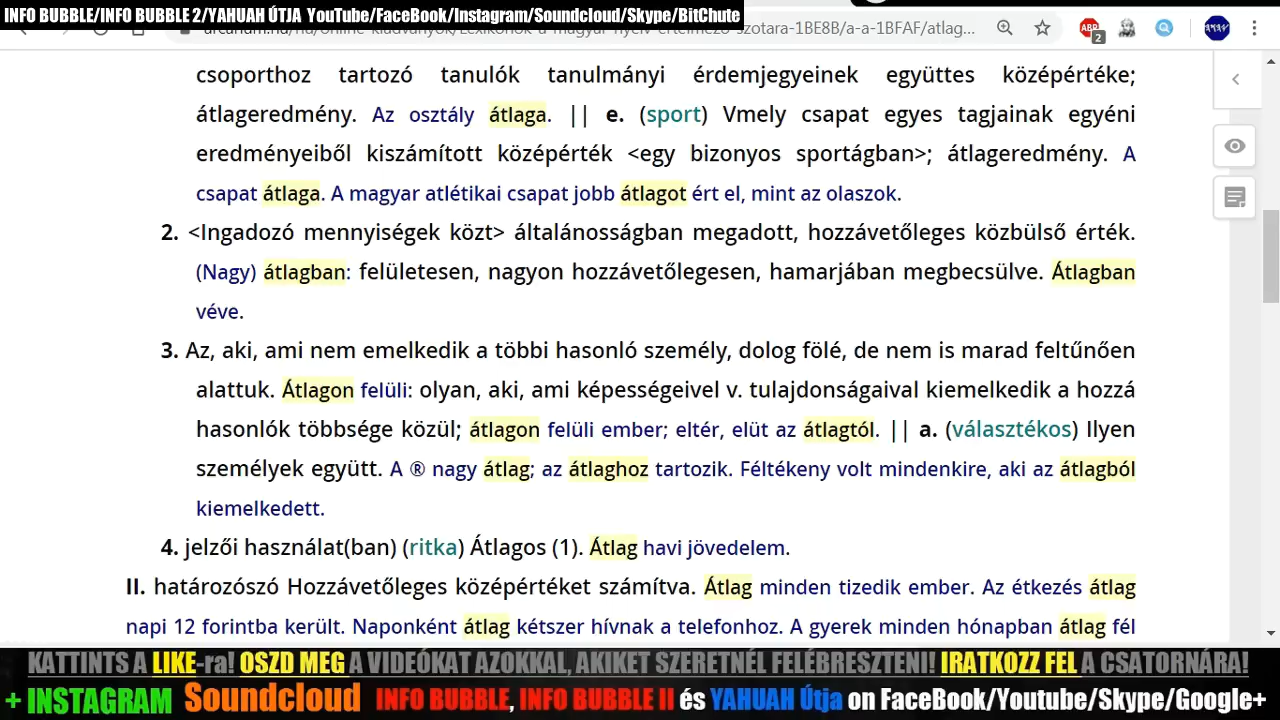 INFO BUBBLE/INFO BUBBLE 2/YAHUAH ÚTJA YouTube/FaceBook/Instagram/Soundcloud/Skype/BitChute
ABP
2
csoporthoz tartozó tanulók tanulmányi érdemjegyeinek együttes középértéke;
átlageredmény. Az osztály átlaga. || e. (sport) Vmely csapat egyes tagjainak egyéni
eredményeiből kiszámított középérték <egy bizonyos sportágban>; átlageredmény. A
csapat átlaga. A magyar atlétikai csapat jobb átlagot ért el, mint az olaszok.
2. <Ingadozó mennyiségek közt> általánosságban megadott, hozzávetőleges közbülső érték.
(Nagy) átlagban: felületesen, nagyon hozzávetőlegesen, hamarjában megbecsülve. Átlagban
véve.
3. Az, aki, ami nem emelkedik a többi hasonló személy, dolog fölé, de nem is marad feltűnően
alattuk. Átlagon felüli: olyan, aki, ami képességeivel v. tulajdonságaival kiemelkedik a hozzá
hasonlók többsége közül; átlagon felüli ember; eltér, elüt az átlagtól. || a. (választékos) Ilyen
személyek együtt. A ® nagy átlag; az átlaghoz tartozik. Féltékeny volt mindenkire, aki az átlagból
kiemelkedett.
4. jelzői használat(ban) (ritka) Átlagos (1). Átlag havi jövedelem.
II. határozószó Hozzávetőleges középértéket számítva. Átlag minden tizedik ember. Az étkezés átlag
napi 12 forintba került. Naponként átlag kétszer hívnak a telefonhoz. A gyerek minden hónapban átlag fél
KATTINTS A LIKE-ra! OSZD MEG A VIDEÓKAT AZOKKAL, AKIKET SZERETNÉL FELÉBRESZTENI! IRATKOZZ FEL A CSATORNÁRA!
+ INSTAGRAM Soundcloud INFO BUBBLE, INFO BUBBLE II és YAHUAH Útja on FaceBook/Youtube/Skype/Google+